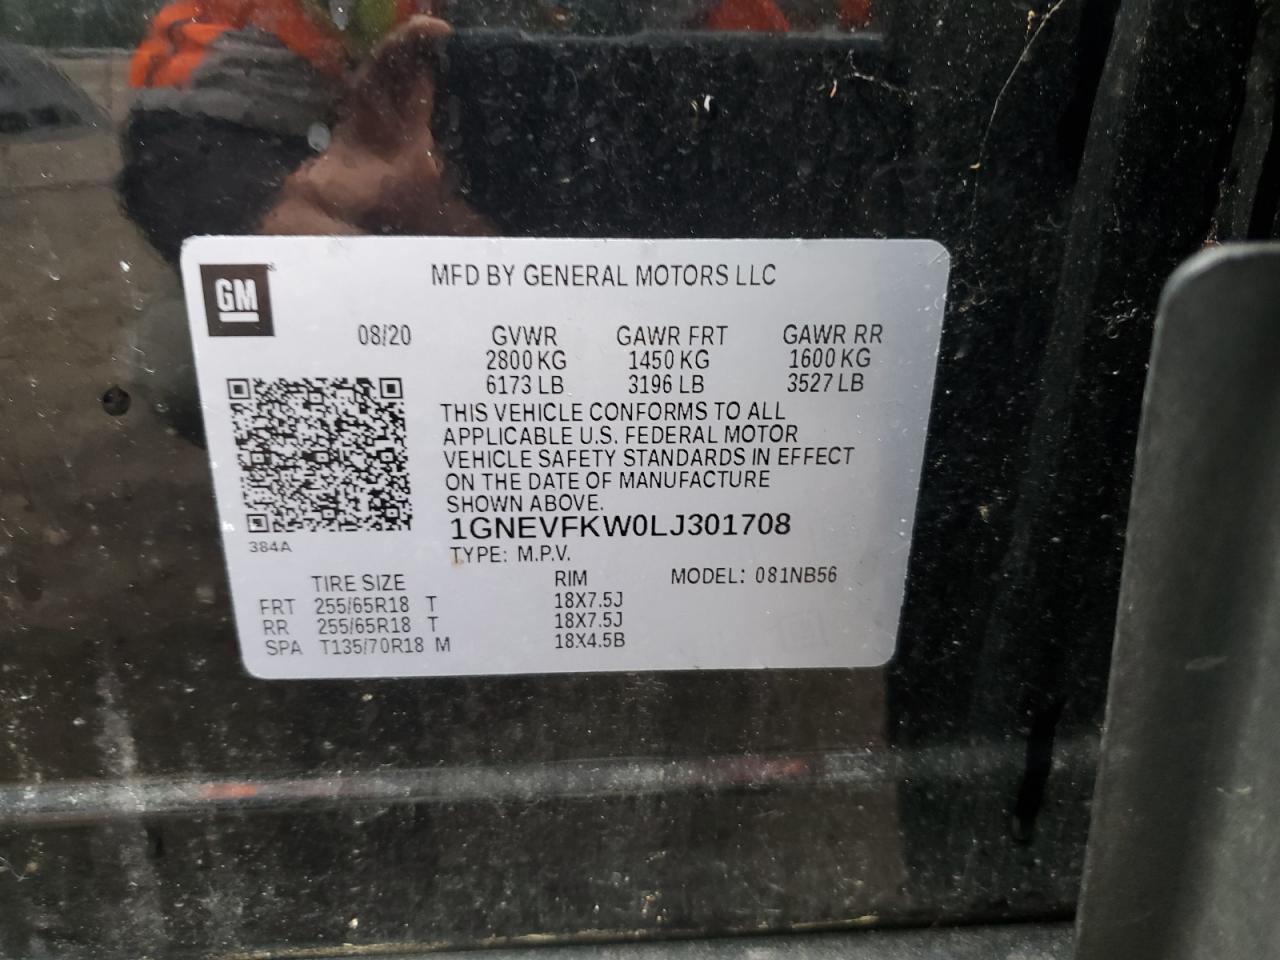 GM
MFD BY GENERAL MOTORS LLC
08/20 GVWR GAWR FRT GAWR RR
2800 KG 1450 KG 1600 KG
6173 LB 3196 LB 3527 LB
THIS VEHICLE CONFORMS TO ALL
APPLICABLE U.S. FEDERAL MOTOR
VEHICLE SAFETY STANDARDS IN EFFECT
ON THE DATE OF MANUFACTURE
SHOWN ABOVE.
1GNEVFKW0LJ301708
384A
TYPE: M.P.V.
TIRE SIZE RIM MODEL: 081NB56
FRT 255/65R18 T 18X7.5J
RR 255/65R18 T 18X7.5J
SPA T135/70R18 M 18X4.5B